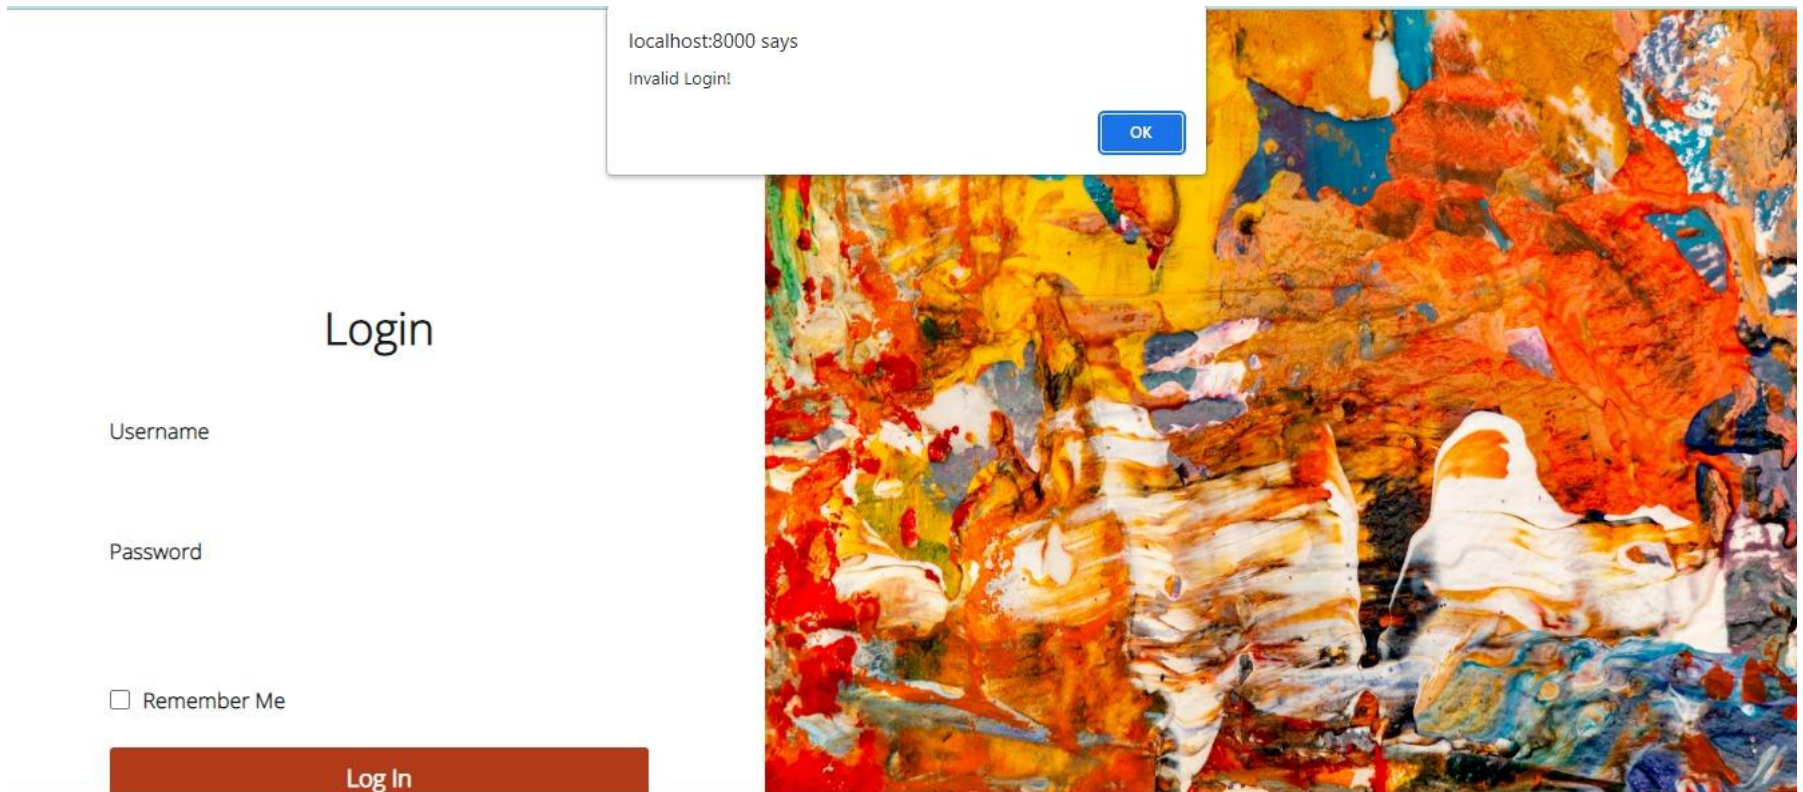 localhost:8000 says
Invalid Login!
OK
Login
Username
Password
Remember Me
Log In